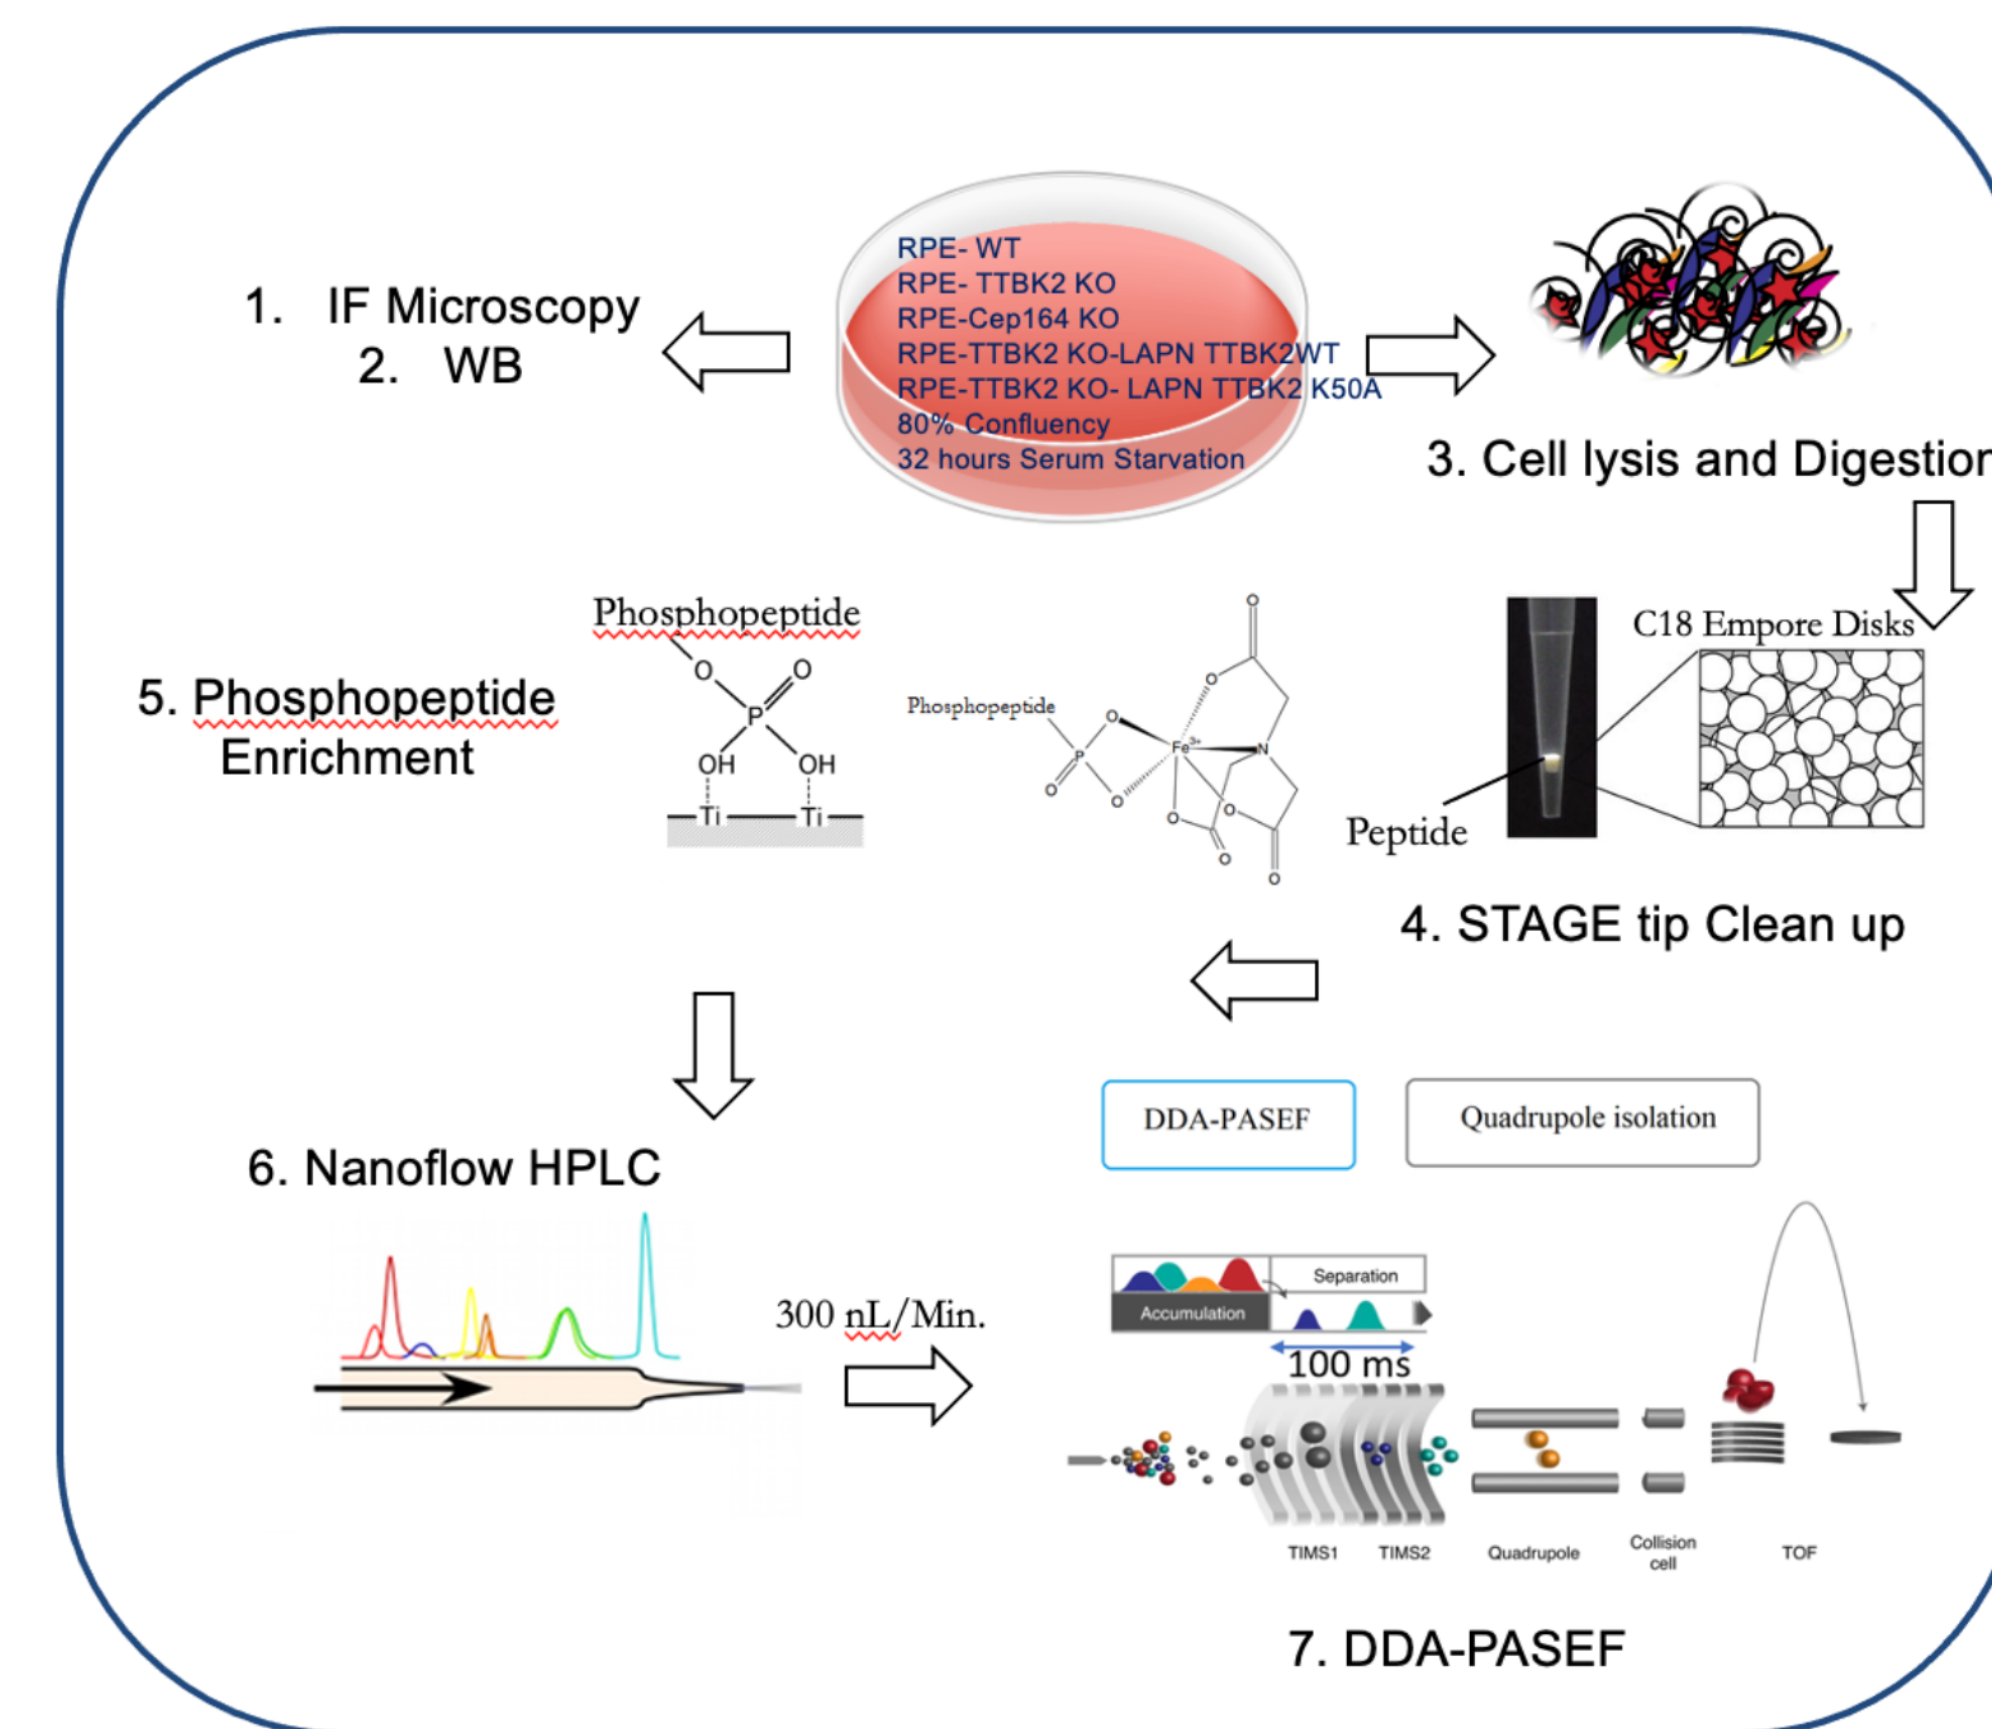 RPE- WT
RPE- TTBK2 KO
RPE-Cep164 KO
RPE-TTBK2 KO-LAPN TTBK2WT
RPE-TTBK2 KO- LAPN TTBK2 K50A
80% Confluency
32 hours Serum Starvation
1. IF Microscopy
2. WB
3. Cell lysis and Digestion
C18 Empore Disks
Peptide
4. STAGE tip Clean up
5. Phosphopeptide
Enrichment
Phosphopeptide
O
O
P
OH
OH
Ti
Ti
Phosphopeptide
O
O
O
P
Fe3+
N
O
O
O
O
O
O
6. Nanoflow HPLC
300 nL/Min.
DDA-PASEF
Quadrupole isolation
Separation
Accumulation
100 ms
TIMS1
TIMS2
Quadrupole
Collision
cell
TOF
7. DDA-PASEF